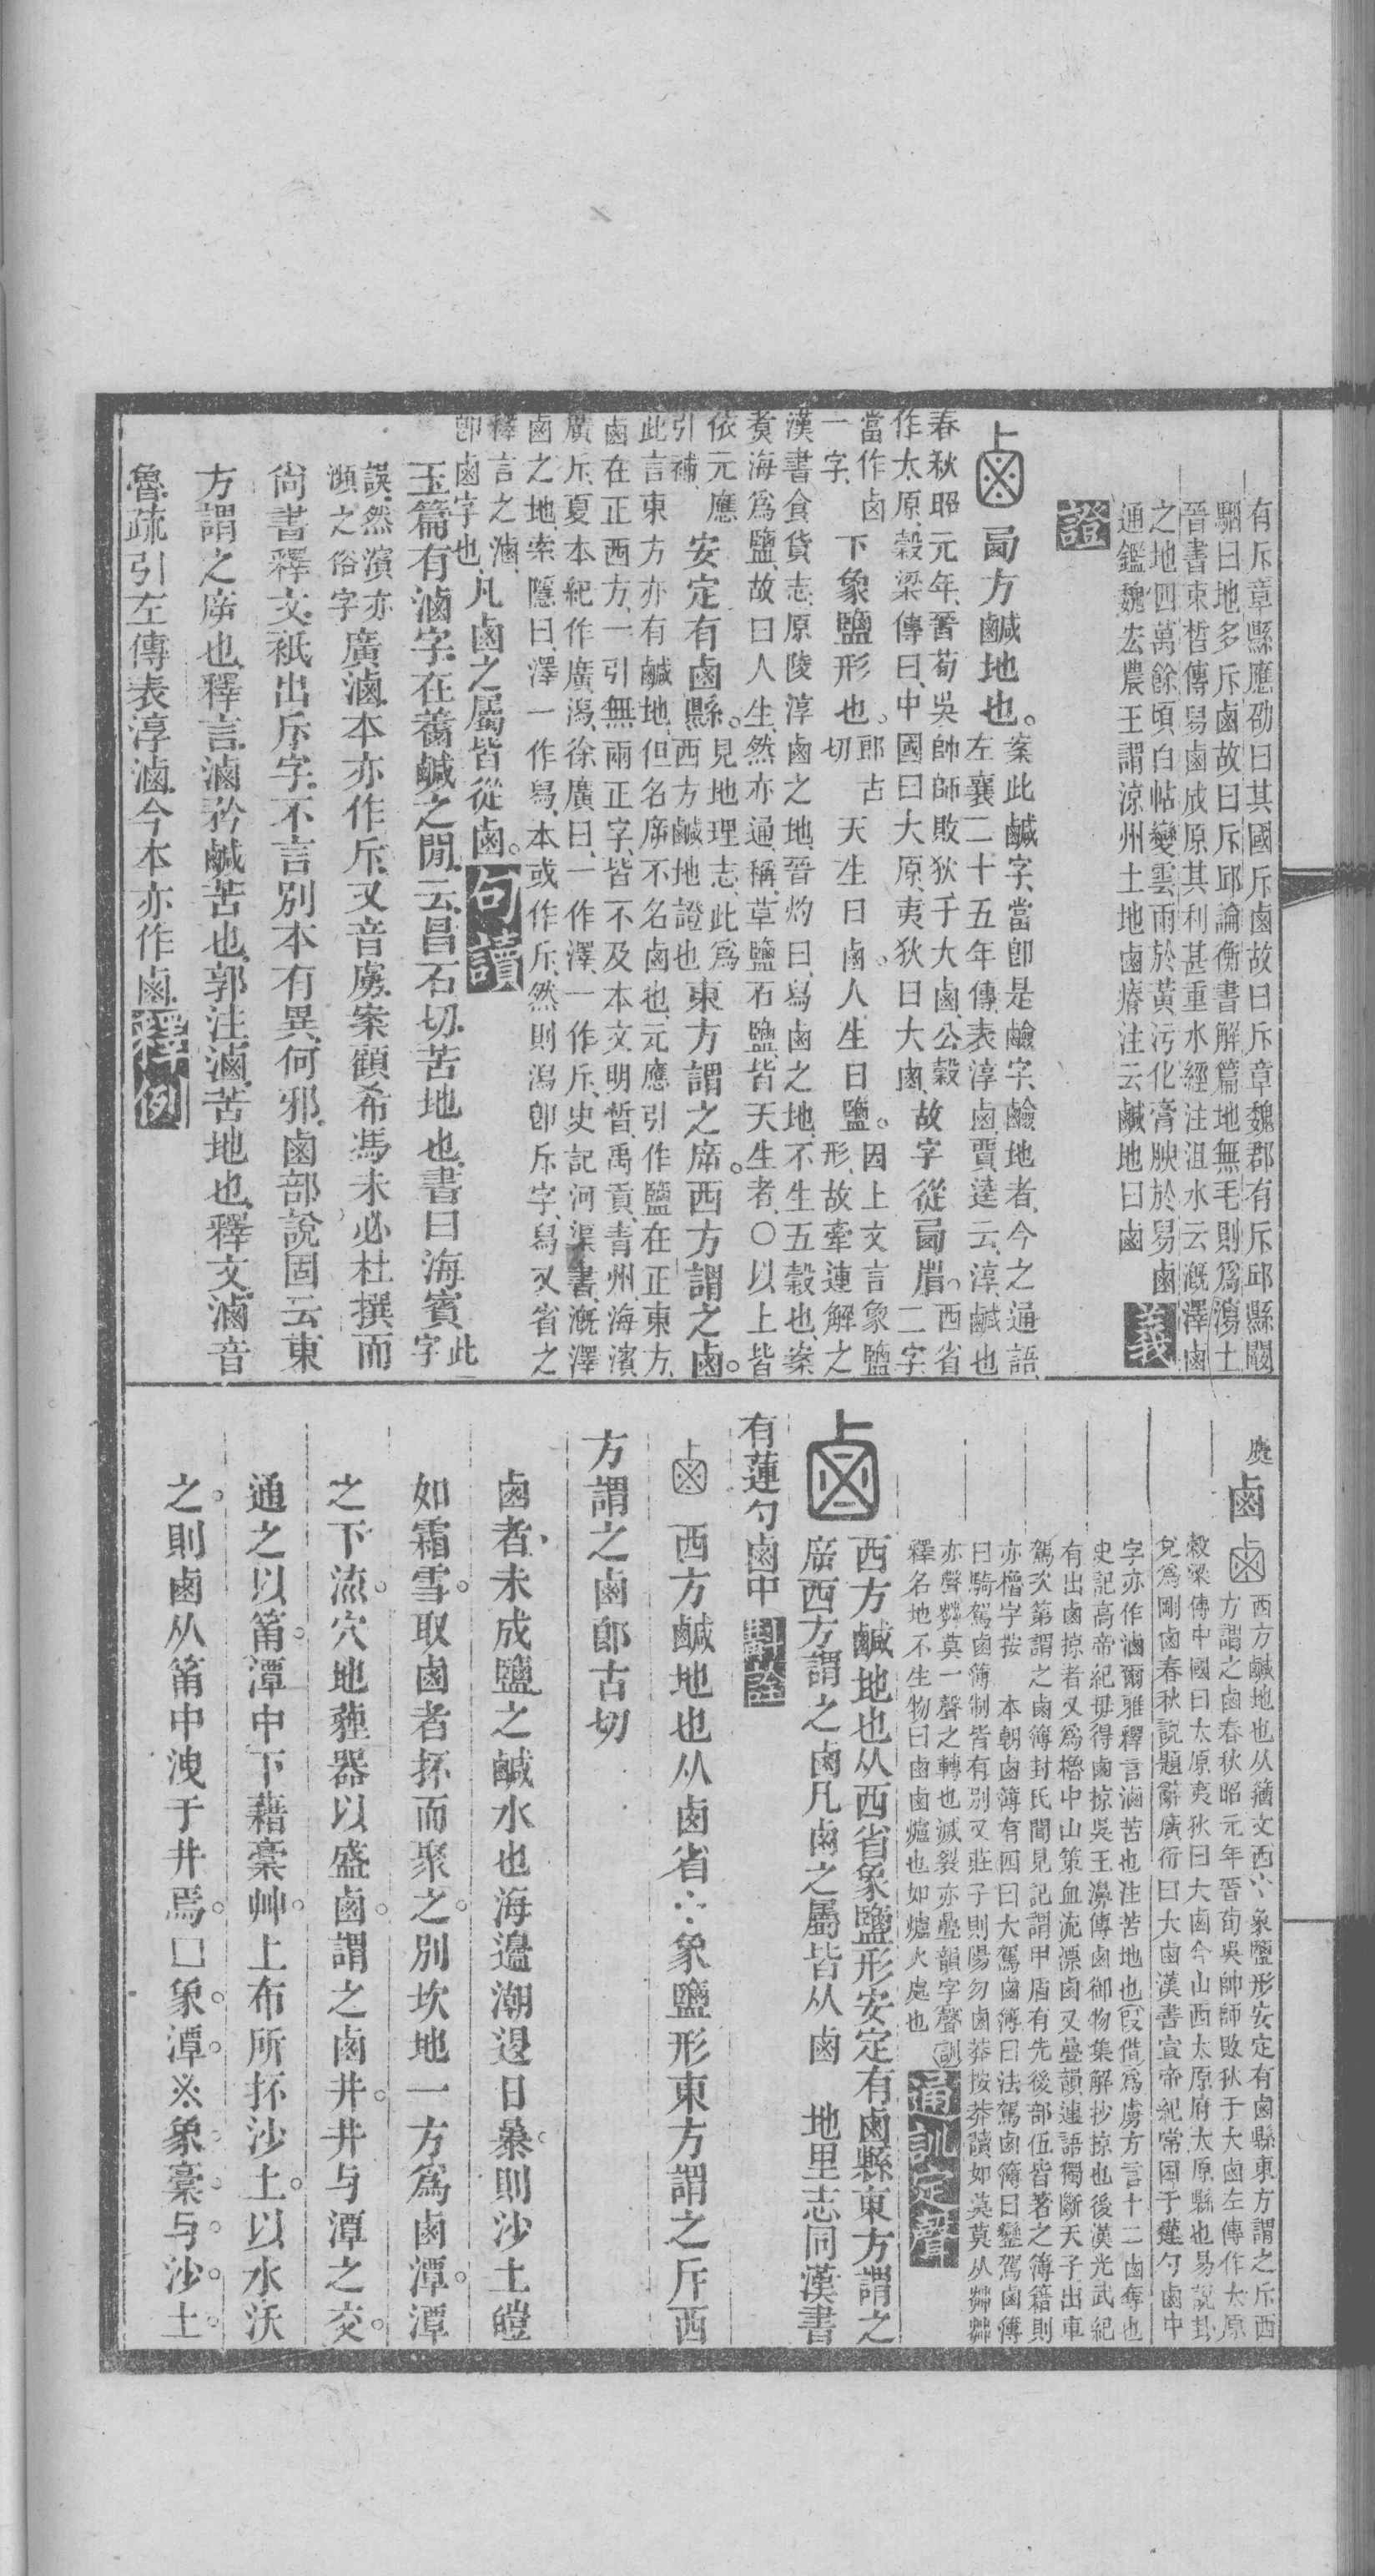 有斥章縣應劭曰其國斥鹵故曰斥章魏郡有斥邱縣闞
駰曰地多斥鹵故曰斥邱論衡書解篇地無毛則爲瀉土
晉書束皙傳舄鹵成原其利甚重水經注沮水云漑澤鹵
之地四萬餘頃白帖變雲雨於黃污化膏腴於舄鹵
通鑑魏宏農王謂涼州土地鹵瘠注云鹹地曰鹵 義
證
鹵 㢴方鹹地也。案此鹹字當卽是鹼字鹼地者今之通語
左襄二十五年傳表淳鹵賈逵云淳鹹也
春秋昭元年晉荀吳帥師敗狄于大鹵公穀
作太原穀梁傳曰中國曰大原夷狄曰大鹵故字從㢴省。西省二字
當作卤
一字下象鹽形也。郎古切天生曰鹵。人生曰鹽。因上文言象鹽
形故牽連解之
漢書食貨志原陵淳鹵之地晉灼曰舄鹵之地不生五穀也案
煑海爲鹽故曰人生然亦通稱草鹽石鹽皆天生者〇以上皆
依元應
引補安定有鹵縣。見地理志此爲
西方鹹地證也東方謂之㡿。西方謂之鹵。
此言東方亦有鹹地但名㡿不名鹵也元應引作鹽在正東方
鹵在正西方一引無兩正字皆不及本文明晳禹貢青州海濱
廣斥夏本紀作廣潟徐廣曰一作澤一作斥史記河渠書漑澤
鹵之地索隱曰澤一作舄本或作斥然則潟卽斥字舄又省之
釋言之滷
卽鹵字也凡鹵之屬皆從鹵。句讀
玉篇有滷字在䕩鹹之閒云昌石切苦地也書曰海賓此字
誤然濱亦
瀕之俗字廣滷本亦作斥又音虜案顧希馮未必杜撰而
尙書釋文祇出斥字不言別本有異何邪鹵部說固云東
方謂之㡿也釋言滷矜鹹苦也郭注滷苦地也釋文滷音
魯疏引左傳表淳滷今本亦作鹵釋例
鹵 西方鹹地也从籒文西∴象鹽形安定有鹵縣東方謂之斥西
方謂之鹵春秋昭元年晉荀吳帥師敗狄于大鹵左傳作大原
穀梁傳中國曰太原夷狄曰大鹵今山西太原府太原縣也易說卦
兌爲剛鹵春秋說題辭廣衍曰大鹵漢書宣帝紀常困于蓮勺鹵中
字亦作滷爾雅釋言滷苦也注苦地也叚借爲虜方言十二鹵奪也
史記高帝紀毋得鹵掠吳王濞傳鹵御物集解抄掠也後漢光武紀
有出鹵掠者又爲櫓中山策血流漂鹵又疊韻連語獨斷天子出車
駕次第謂之鹵簿封氏聞見記謂甲盾有先後部伍皆著之簿籍則
亦櫓字按 本朝鹵簿有四曰大駕鹵簿曰法駕鹵簿曰鑾駕鹵簿
曰騎駕鹵簿制皆有別又莊子則陽勿鹵莽按莽讀如莫莫从茻茻
亦聲莽莫一聲之轉也滅裂亦疊韻字聲訓
釋名地不生物曰鹵鹵爐也如爐火處也 通訓定聲
鹵 西方鹹地也从西省象鹽形安定有鹵縣東方謂之
㡿西方謂之鹵凡鹵之屬皆从鹵 地里志同漢書
有蓮勺鹵中 斠詮
鹵 西方鹹地也从鹵省∴象鹽形東方謂之斥西
方謂之鹵郎古切
鹵者未成鹽之鹹水也海邉潮退日㬥則沙土皚
如霜雪取鹵者抔而聚之別坎地一方爲鹵潭潭
之下流穴地薶器以盛鹵謂之鹵井井与潭之交
通之以筩潭中下藉稾艸上布所抔沙土以水沃
之則鹵从筩中洩于井焉囗象潭※象稾与沙土